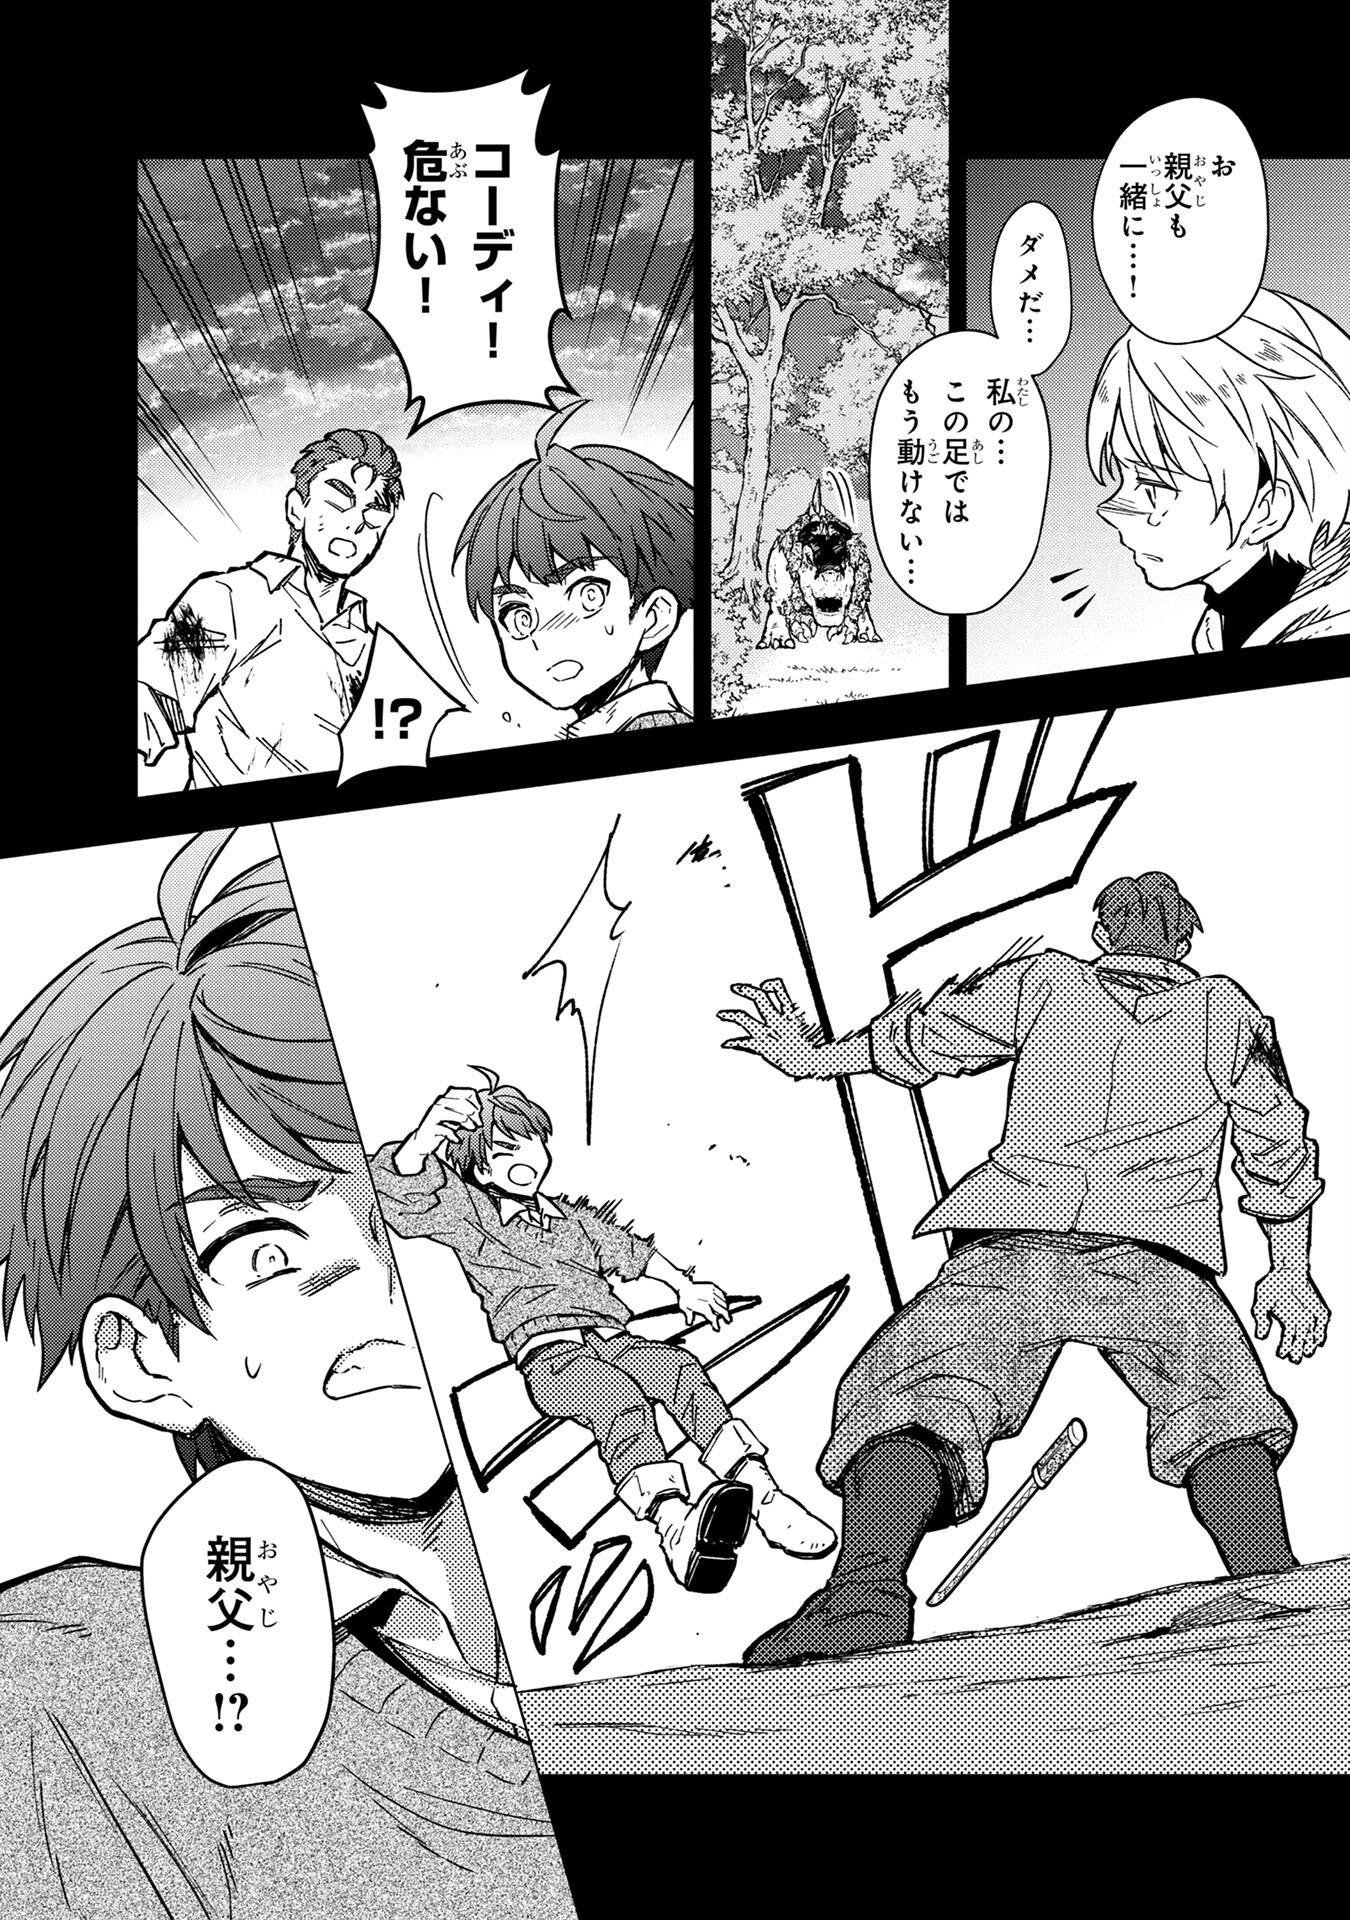 お
親父も
一緒に…！
ダメだ…
私の…
この足では
もう動けない…
コーディ！
危ない！
！？
ドンッ
親父…！？